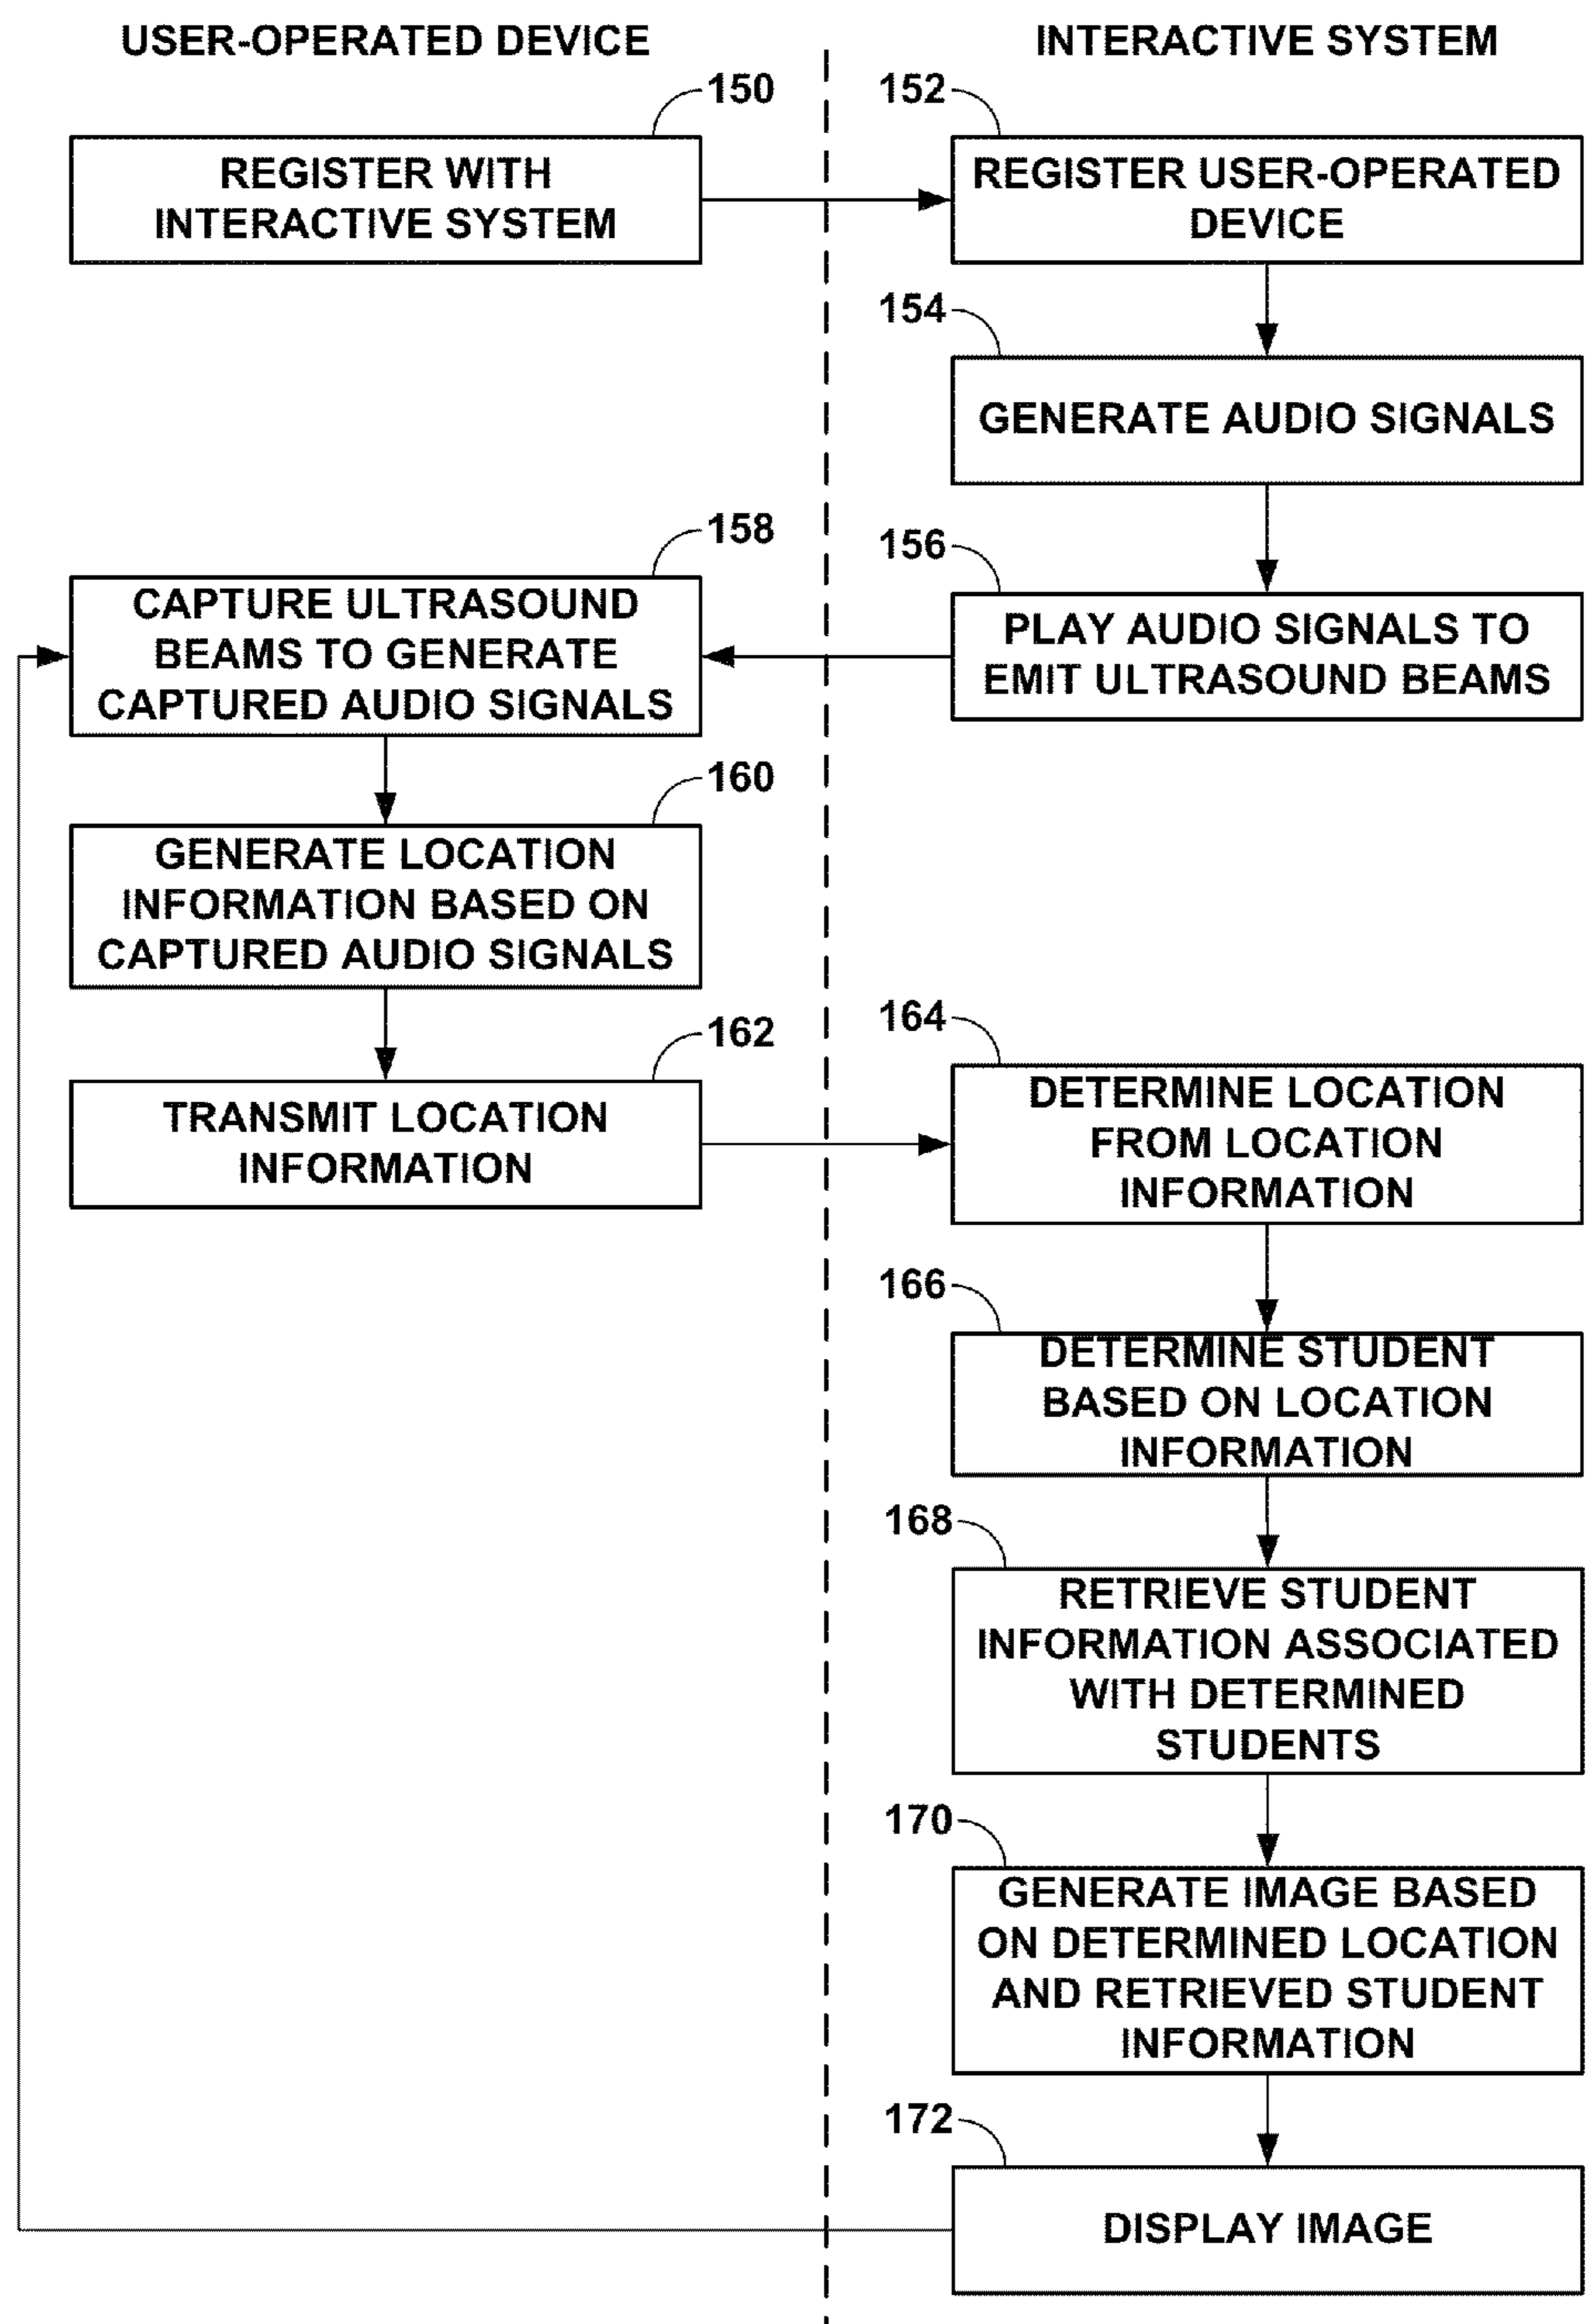 USER-OPERATED DEVICE
INTERACTIVE SYSTEM
150
152
REGISTER WITH
INTERACTIVE SYSTEM
REGISTER USER-OPERATED
DEVICE
154
GENERATE AUDIO SIGNALS
158
156
CAPTURE ULTRASOUND
BEAMS TO GENERATE
CAPTURED AUDIO SIGNALS
PLAY AUDIO SIGNALS TO
EMIT ULTRASOUND BEAMS
160
GENERATE LOCATION
INFORMATION BASED ON
CAPTURED AUDIO SIGNALS
162
164
TRANSMIT LOCATION
INFORMATION
DETERMINE LOCATION
FROM LOCATION
INFORMATION
166
DETERMINE STUDENT
BASED ON LOCATION
INFORMATION
168
RETRIEVE STUDENT
INFORMATION ASSOCIATED
WITH DETERMINED
STUDENTS
170
GENERATE IMAGE BASED
ON DETERMINED LOCATION
AND RETRIEVED STUDENT
INFORMATION
172
DISPLAY IMAGE